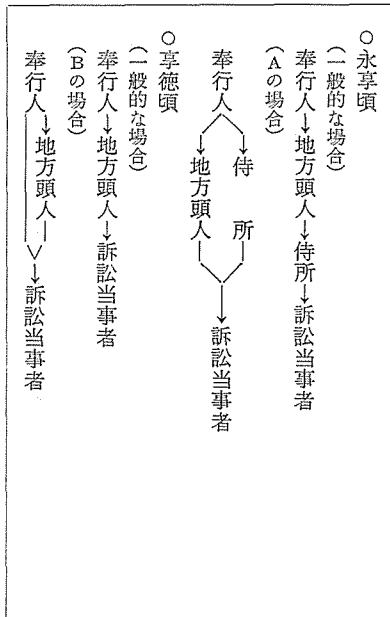 ○永享頃
（一般的な場合）
奉行人→地方頭人→侍所→訴訟当事者
（Aの場合）
奉行人
→侍所
→地方頭人
→訴訟当事者
○享徳頃
（一般的な場合）
奉行人→地方頭人→訴訟当事者
（Bの場合）
奉行人
→地方頭人
→訴訟当事者